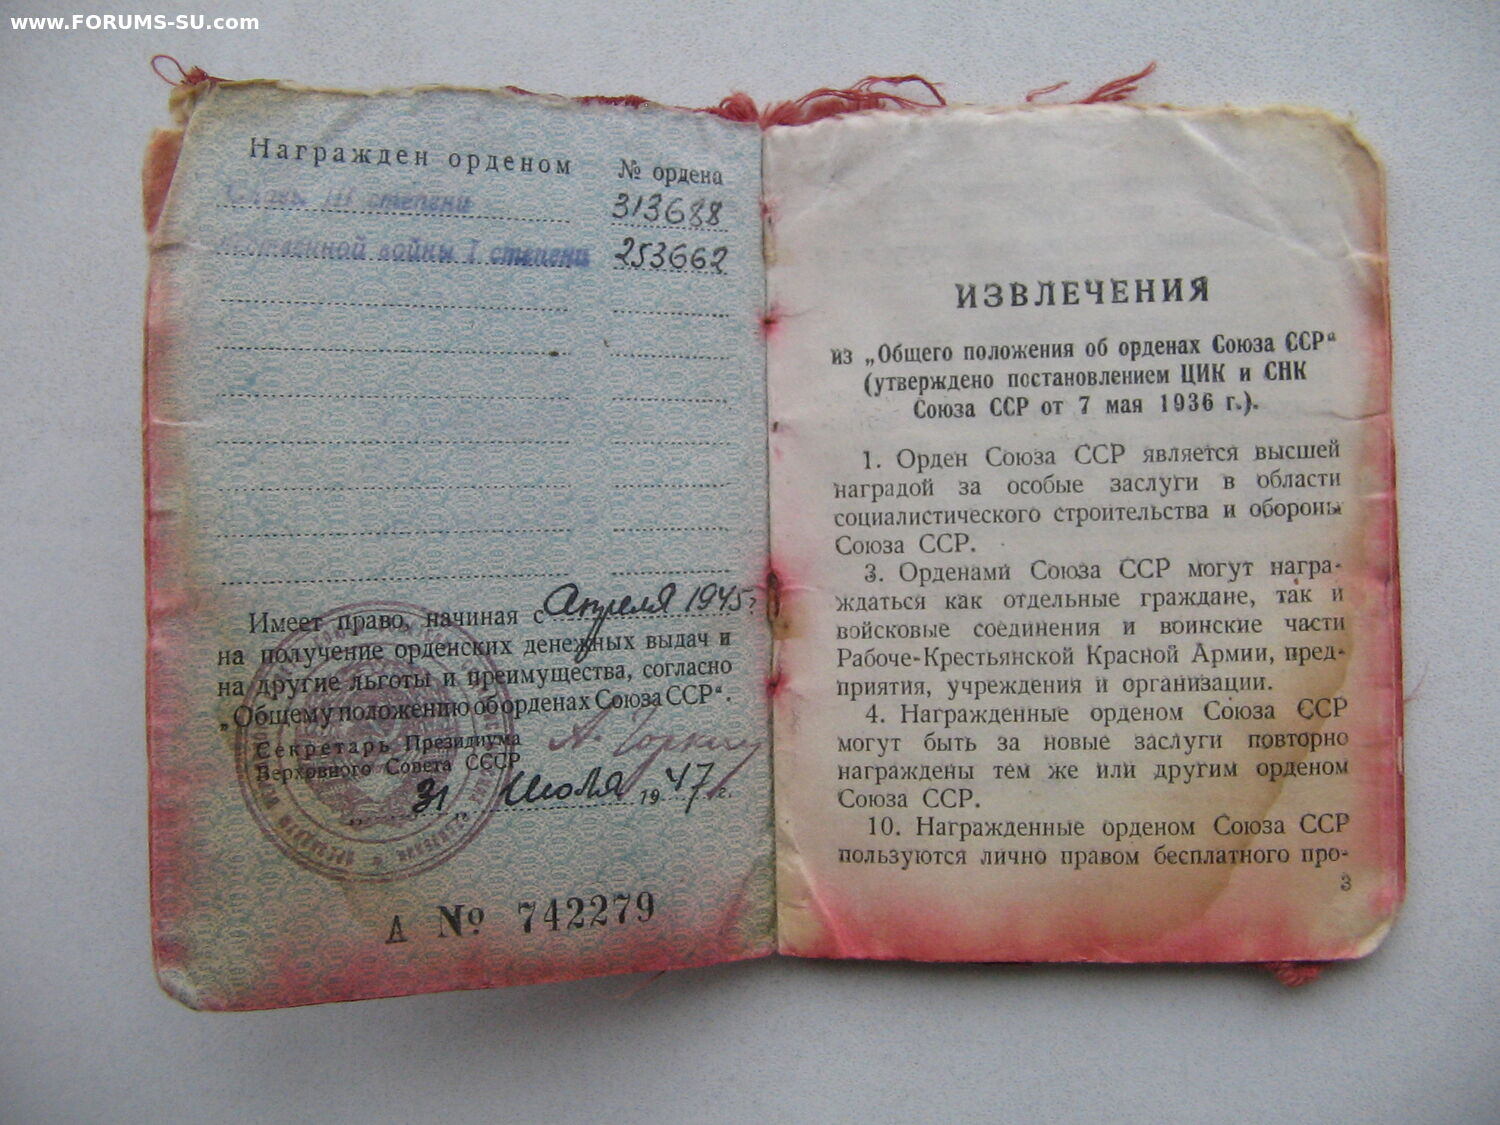 www.FORUMS-SU.com
Награжден орденом № ордена
Славы III степени 313688
Отечественной войны I степени 253662
Имеет право, начиная с Апреля 1945 г.
на получение орденских денежных выдач и
на другие льготы и преимущества, согласно
„Общему положению об орденах Союза ССР“.
Секретарь Президиума
Верховного Совета СССР
А. Горкин
31 Июля 1947 г.
А № 742279
ИЗВЛЕЧЕНИЯ
из „Общего положения об орденах Союза ССР“
(утверждено постановлением ЦИК и СНК
Союза ССР от 7 мая 1936 г.).
1. Орден Союза ССР является высшей
наградой за особые заслуги в области
социалистического строительства и обороны
Союза ССР.
3. Орденами Союза ССР могут награ-
ждаться как отдельные граждане, так и
войсковые соединения и воинские части
Рабоче-Крестьянской Красной Армии, пред-
приятия, учреждения и организации.
4. Награжденные орденом Союза ССР
могут быть за новые заслуги повторно
награждены тем же или другим орденом
Союза ССР.
10. Награжденные орденом Союза ССР
пользуются лично правом бесплатного про-
3